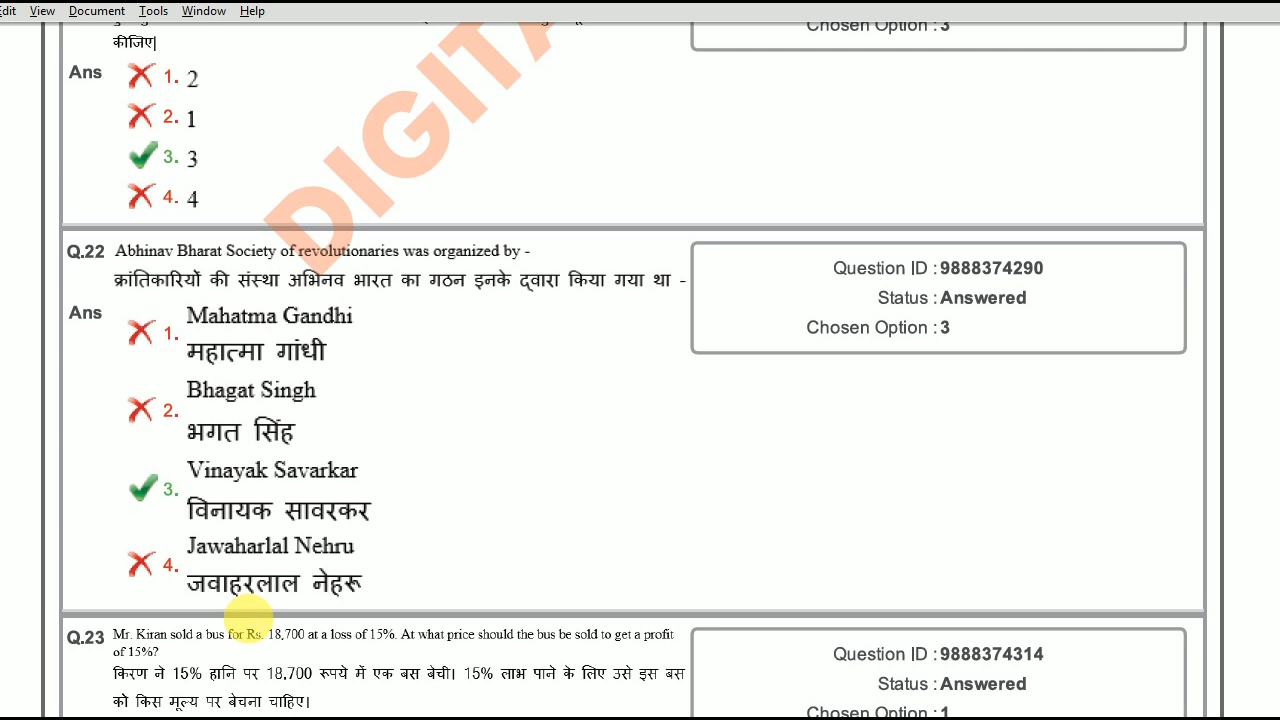 Edit View Document Tools Window Help
Chosen Option : 3
कीजिए|
Ans
1. 2
2. 1
3. 3
4. 4
DIGITA
Q.22 Abhinav Bharat Society of revolutionaries was organized by -
क्रांतिकारियों की संस्था अभिनव भारत का गठन इनके द्वारा किया गया था -
Question ID : 9888374290
Status : Answered
Chosen Option : 3
Ans
1. Mahatma Gandhi
महात्मा गांधी
2. Bhagat Singh
भगत सिंह
3. Vinayak Savarkar
विनायक सावरकर
4. Jawaharlal Nehru
जवाहरलाल नेहरू
Q.23 Mr. Kiran sold a bus for Rs. 18,700 at a loss of 15%. At what price should the bus be sold to get a profit
of 15%?
किरण ने 15% हानि पर 18,700 रूपये में एक बस बेची। 15% लाभ पाने के लिए उसे इस बस
को किस मूल्य पर बेचना चाहिए।
Question ID : 9888374314
Status : Answered
Chosen Option : 1